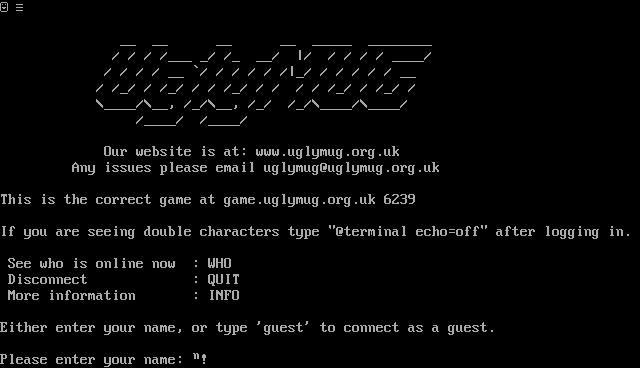 UglyMUG
Our website is at: www.uglymug.org.uk
Any issues please email uglymug@uglymug.org.uk
This is the correct game at game.uglymug.org.uk 6239
If you are seeing double characters type "@terminal echo=off" after logging in.
See who is online now : WHO
Disconnect : QUIT
More information : INFO
Either enter your name, or type 'guest' to connect as a guest.
Please enter your name: ⁿ!